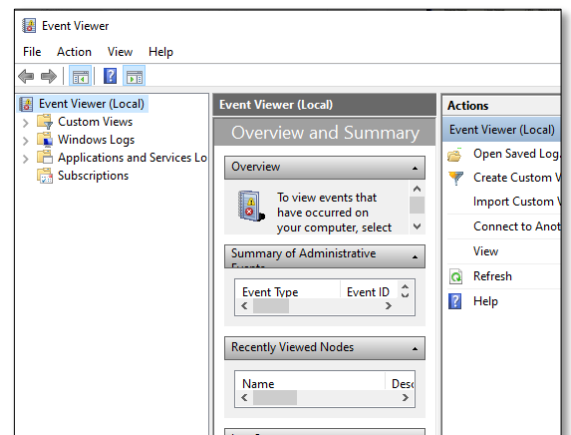 Event Viewer
File Action View Help
Event Viewer (Local)
Custom Views
Windows Logs
Applications and Services Lo
Subscriptions
Event Viewer (Local)
Overview and Summary
Overview
To view events that
have occurred on
your computer, select
Summary of Administrative
Event Type Event ID
Recently Viewed Nodes
Name Desc
Actions
Event Viewer (Local)
Open Saved Log.
Create Custom V
Import Custom V
Connect to Anot
View
Refresh
Help